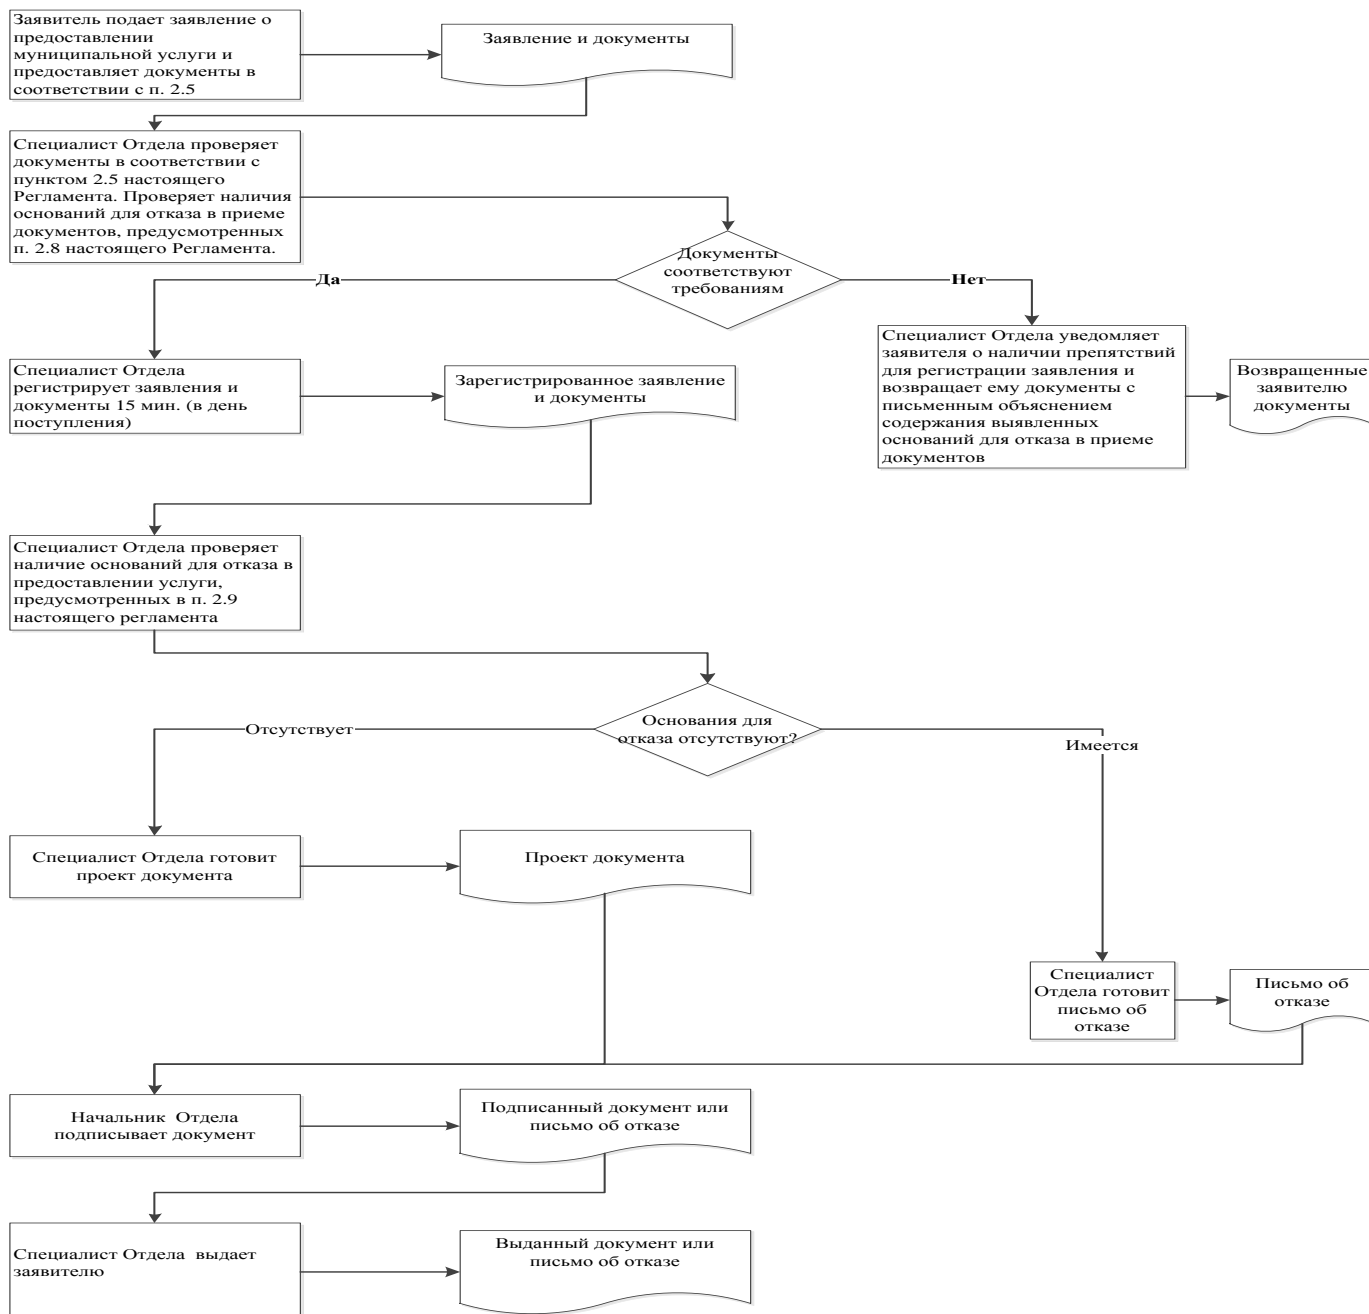 Заявитель подает заявление о
предоставлении
муниципальной услуги и
предоставляет документы в
соответствии с п. 2.5
Заявление и документы
Специалист Отдела проверяет
документы в соответствии с
пунктом 2.5 настоящего
Регламента. Проверяет наличия
оснований для отказа в приеме
документов, предусмотренных
п. 2.8 настоящего Регламента.
Документы
соответствуют
требованиям
Да
Нет
Специалист Отдела уведомляет
заявителя о наличии препятствий
для регистрации заявления и
возвращает ему документы с
письменным объяснением
содержания выявленных
оснований для отказа в приеме
документов
Возвращенные
заявителю
документы
Специалист Отдела
регистрирует заявления и
документы 15 мин. (в день
поступления)
Зарегистрированное заявление
и документы
Специалист Отдела проверяет
наличие оснований для отказа в
предоставлении услуги,
предусмотренных в п. 2.9
настоящего регламента
Основания для
отказа отсутствуют?
Отсутствует
Имеется
Специалист Отдела готовит
проект документа
Проект документа
Специалист
Отдела готовит
письмо об
отказе
Письмо об
отказе
Начальник  Отдела
подписывает документ
Подписанный документ или
письмо об отказе
Специалист Отдела  выдает
заявителю
Выданный документ или
письмо об отказе